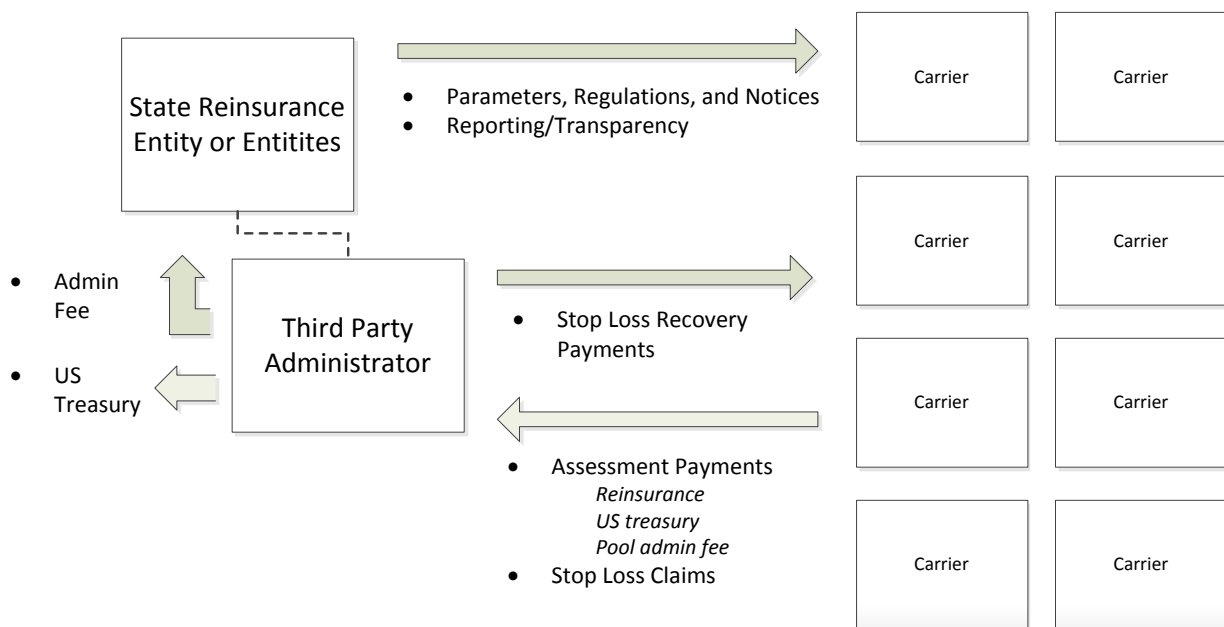 State Reinsurance
Entity or Entitites
• Parameters, Regulations, and Notices
• Reporting/Transparency
Carrier
Carrier
Carrier
Carrier
• Admin
Fee
• US
Treasury
Third Party
Administrator
• Stop Loss Recovery
Payments
• Assessment Payments
Reinsurance
US treasury
Pool admin fee
• Stop Loss Claims
Carrier
Carrier
Carrier
Carrier